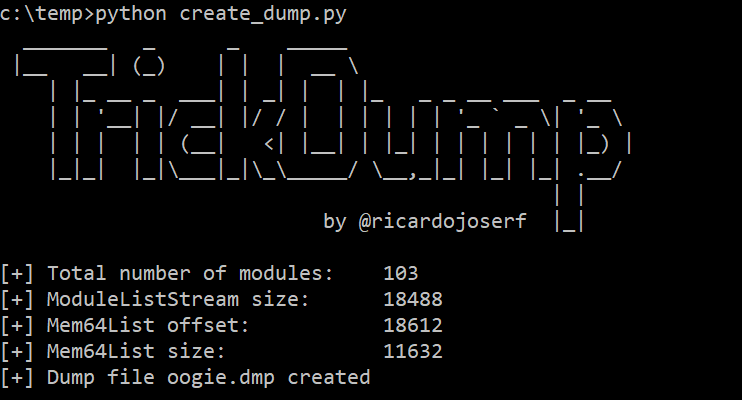 c:\temp>python create_dump.py
TrickDump
by @ricardojoserf
[+] Total number of modules:    103
[+] ModuleListStream size:      18488
[+] Mem64List offset:           18612
[+] Mem64List size:             11632
[+] Dump file oogie.dmp created